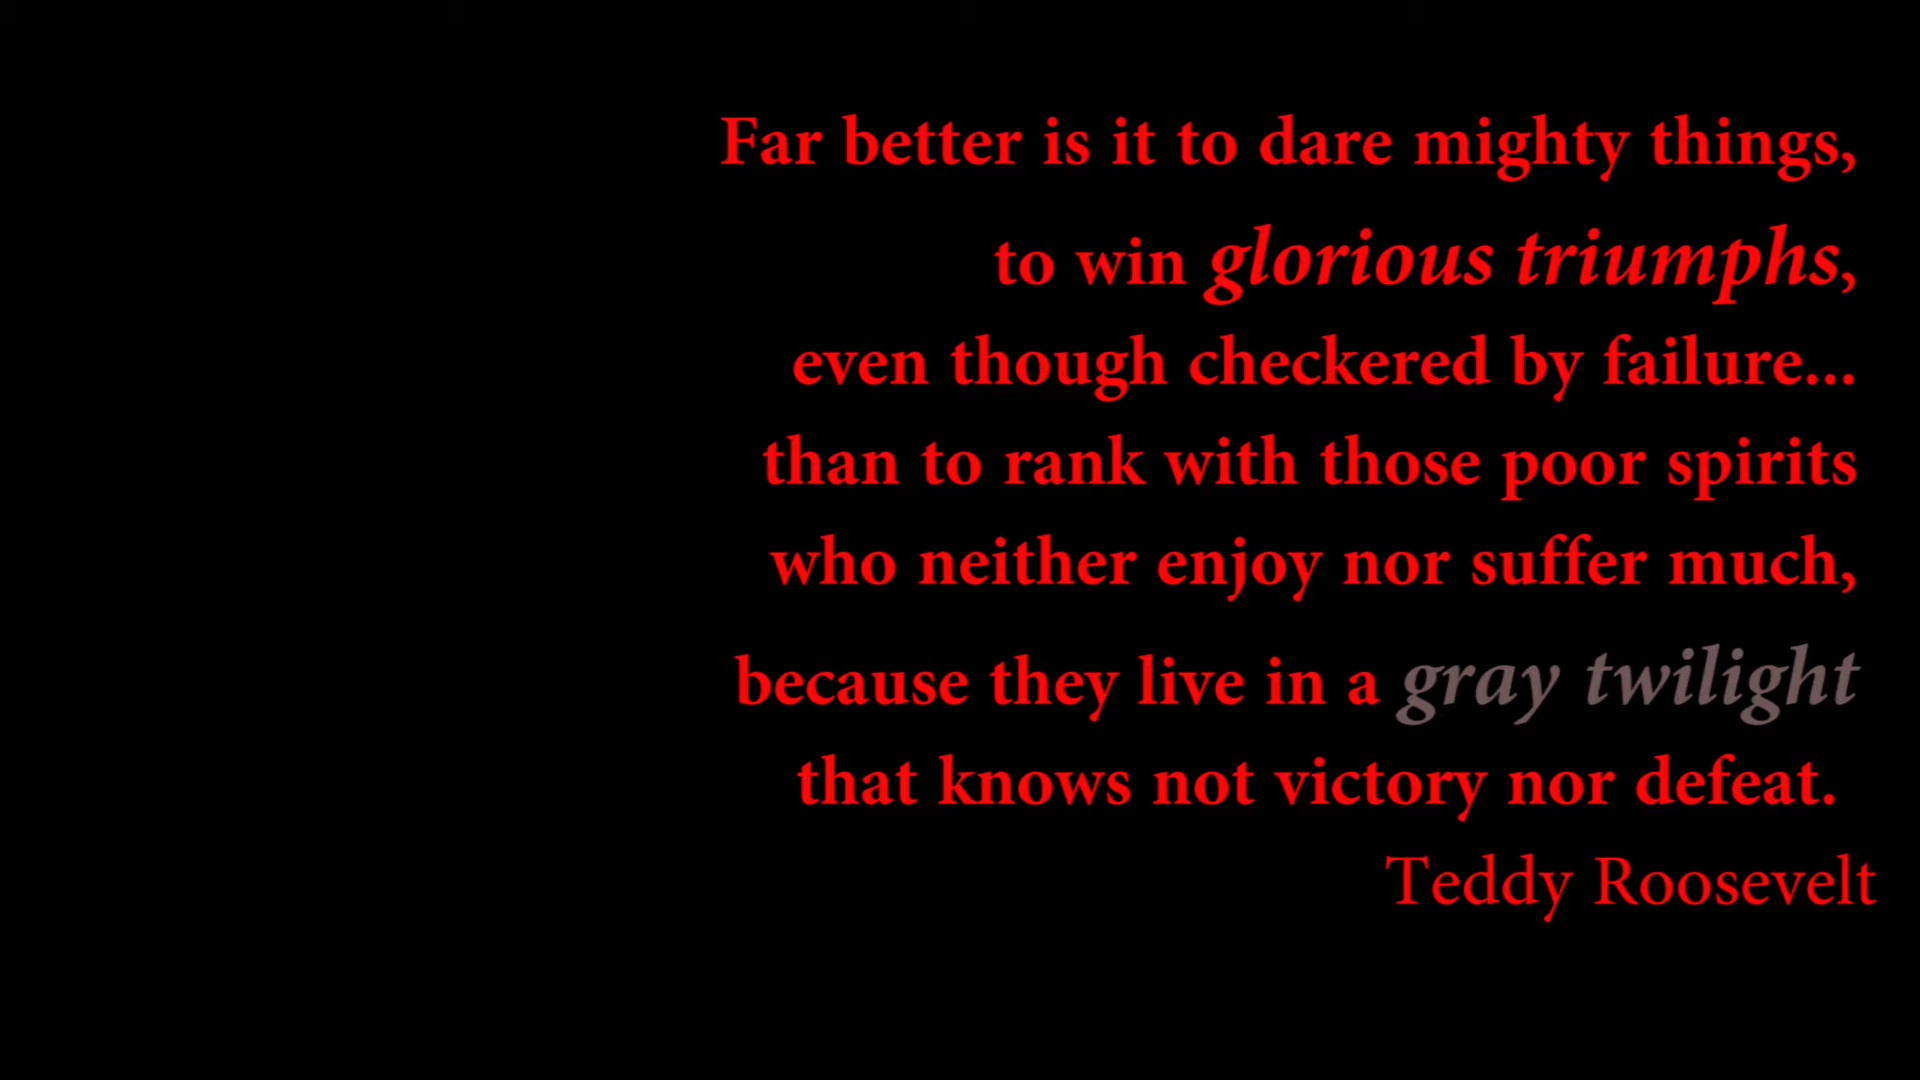 Far better is it to dare mighty things,
to win glorious triumphs,
even though checkered by failure...
than to rank with those poor spirits
who neither enjoy nor suffer much,
because they live in a gray twilight
that knows not victory nor defeat.
Teddy Roosevelt